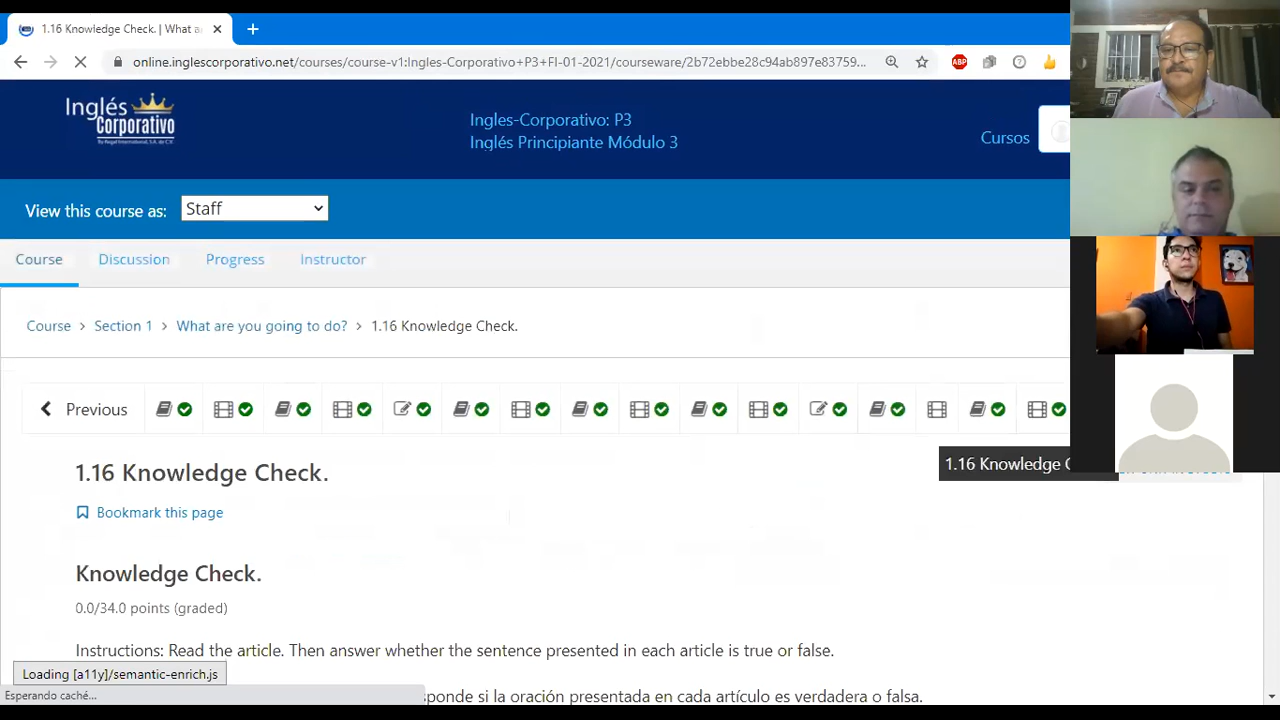 1.16 Knowledge Check. | What a
online.inglescorporativo.net/courses/course-v1:Ingles-Corporativo+P3+FI-01-2021/courseware/2b72ebbe28c94ab897e83759...
ABP
Inglés
Corporativo
Tu Regal International, S.A. de C.V.
Ingles-Corporativo: P3
Inglés Principiante Módulo 3
Cursos
View this course as:
Staff
Course Discussion Progress Instructor
Course > Section 1 > What are you going to do? > 1.16 Knowledge Check.
Previous
1.16 Knowledge Check.
1.16 Knowledge
Bookmark this page
Knowledge Check.
0.0/34.0 points (graded)
Instructions: Read the article. Then answer whether the sentence presented in each article is true or false.
Loading [a11y]/semantic-enrich.js
Esperando caché...
sponde si la oración presentada en cada artículo es verdadera o falsa.